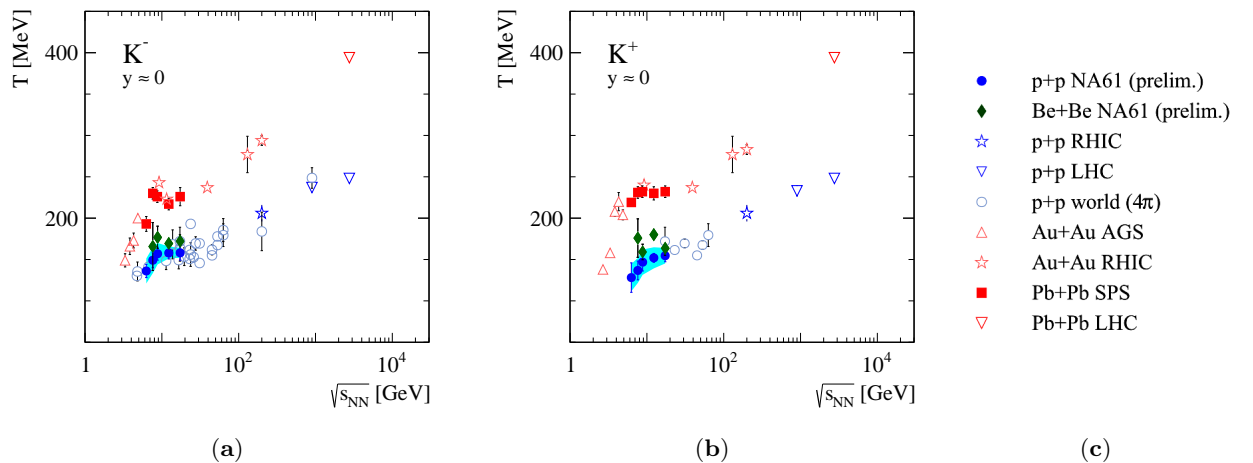 T [MeV]
400
200
K⁻
y ≈ 0
1
10²
10⁴
√sNN [GeV]
(a)
T [MeV]
400
200
K⁺
y ≈ 0
1
10²
10⁴
√sNN [GeV]
(b)
p+p NA61 (prelim.)
Be+Be NA61 (prelim.)
p+p RHIC
p+p LHC
p+p world (4π)
Au+Au AGS
Au+Au RHIC
Pb+Pb SPS
Pb+Pb LHC
(c)